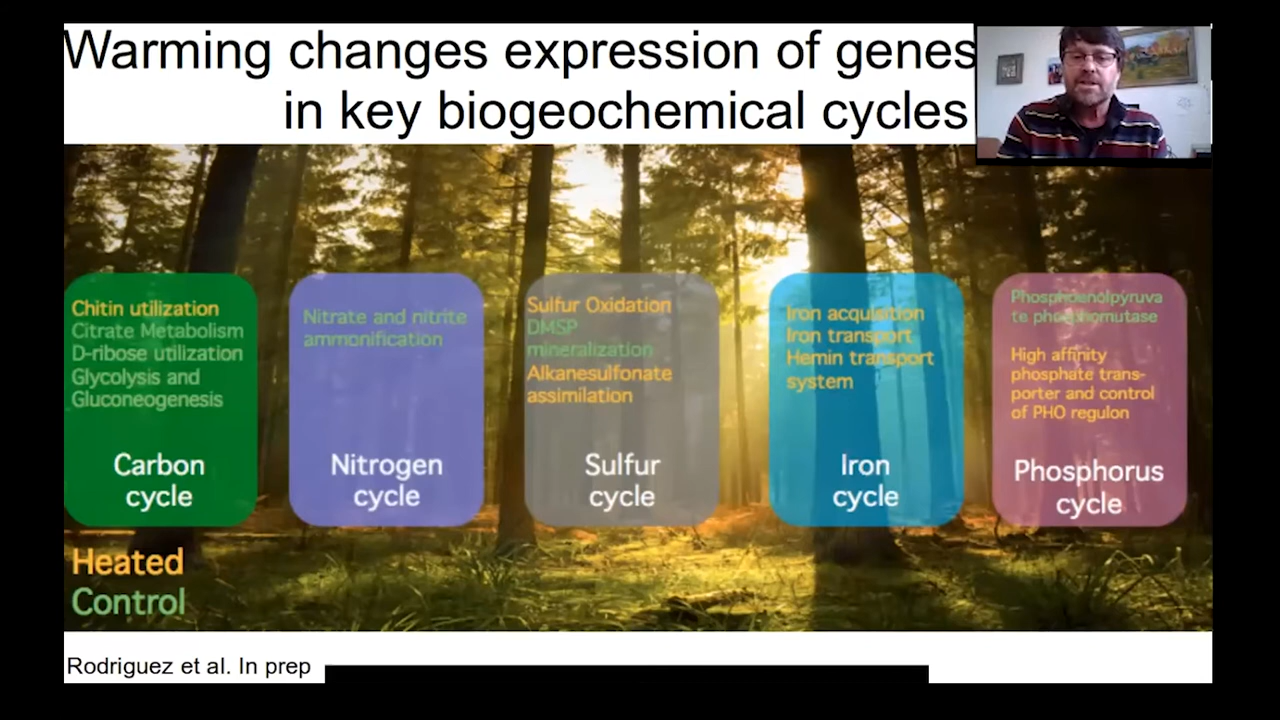 Warming changes expression of genes
in key biogeochemical cycles
Chitin utilization
Citrate Metabolism
D-ribose utilization
Glycolysis and
Gluconeogenesis
Carbon
cycle
Nitrate and nitrite
ammonification
Nitrogen
cycle
Sulfur Oxidation
DMSP
mineralization
Alkanesulfonate
assimilation
Sulfur
cycle
Iron acquisition
Iron transport
Hemin transport
system
Iron
cycle
Phosphoenolpyruva
te phosphomutase
High affinity
phosphate trans-
porter and control
of PHO regulon
Phosphorus
cycle
Heated
Control
Rodriguez et al. In prep